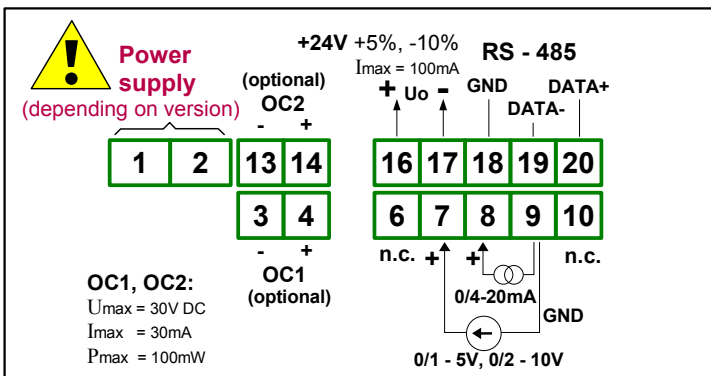 !
Power
supply
(depending on version)
(optional)
OC2
- +
+24V +5%, -10%
Imax = 100mA
+ Uo -
RS - 485
GND
DATA-
DATA+
1 2 13 14 16 17 18 19 20
3 4 6 7 8 9 10
- +
OC1
(optional)
n.c. + + n.c.
0/4-20mA
GND
0/1 - 5V, 0/2 - 10V
OC1, OC2:
Umax = 30V DC
Imax = 30mA
Pmax = 100mW